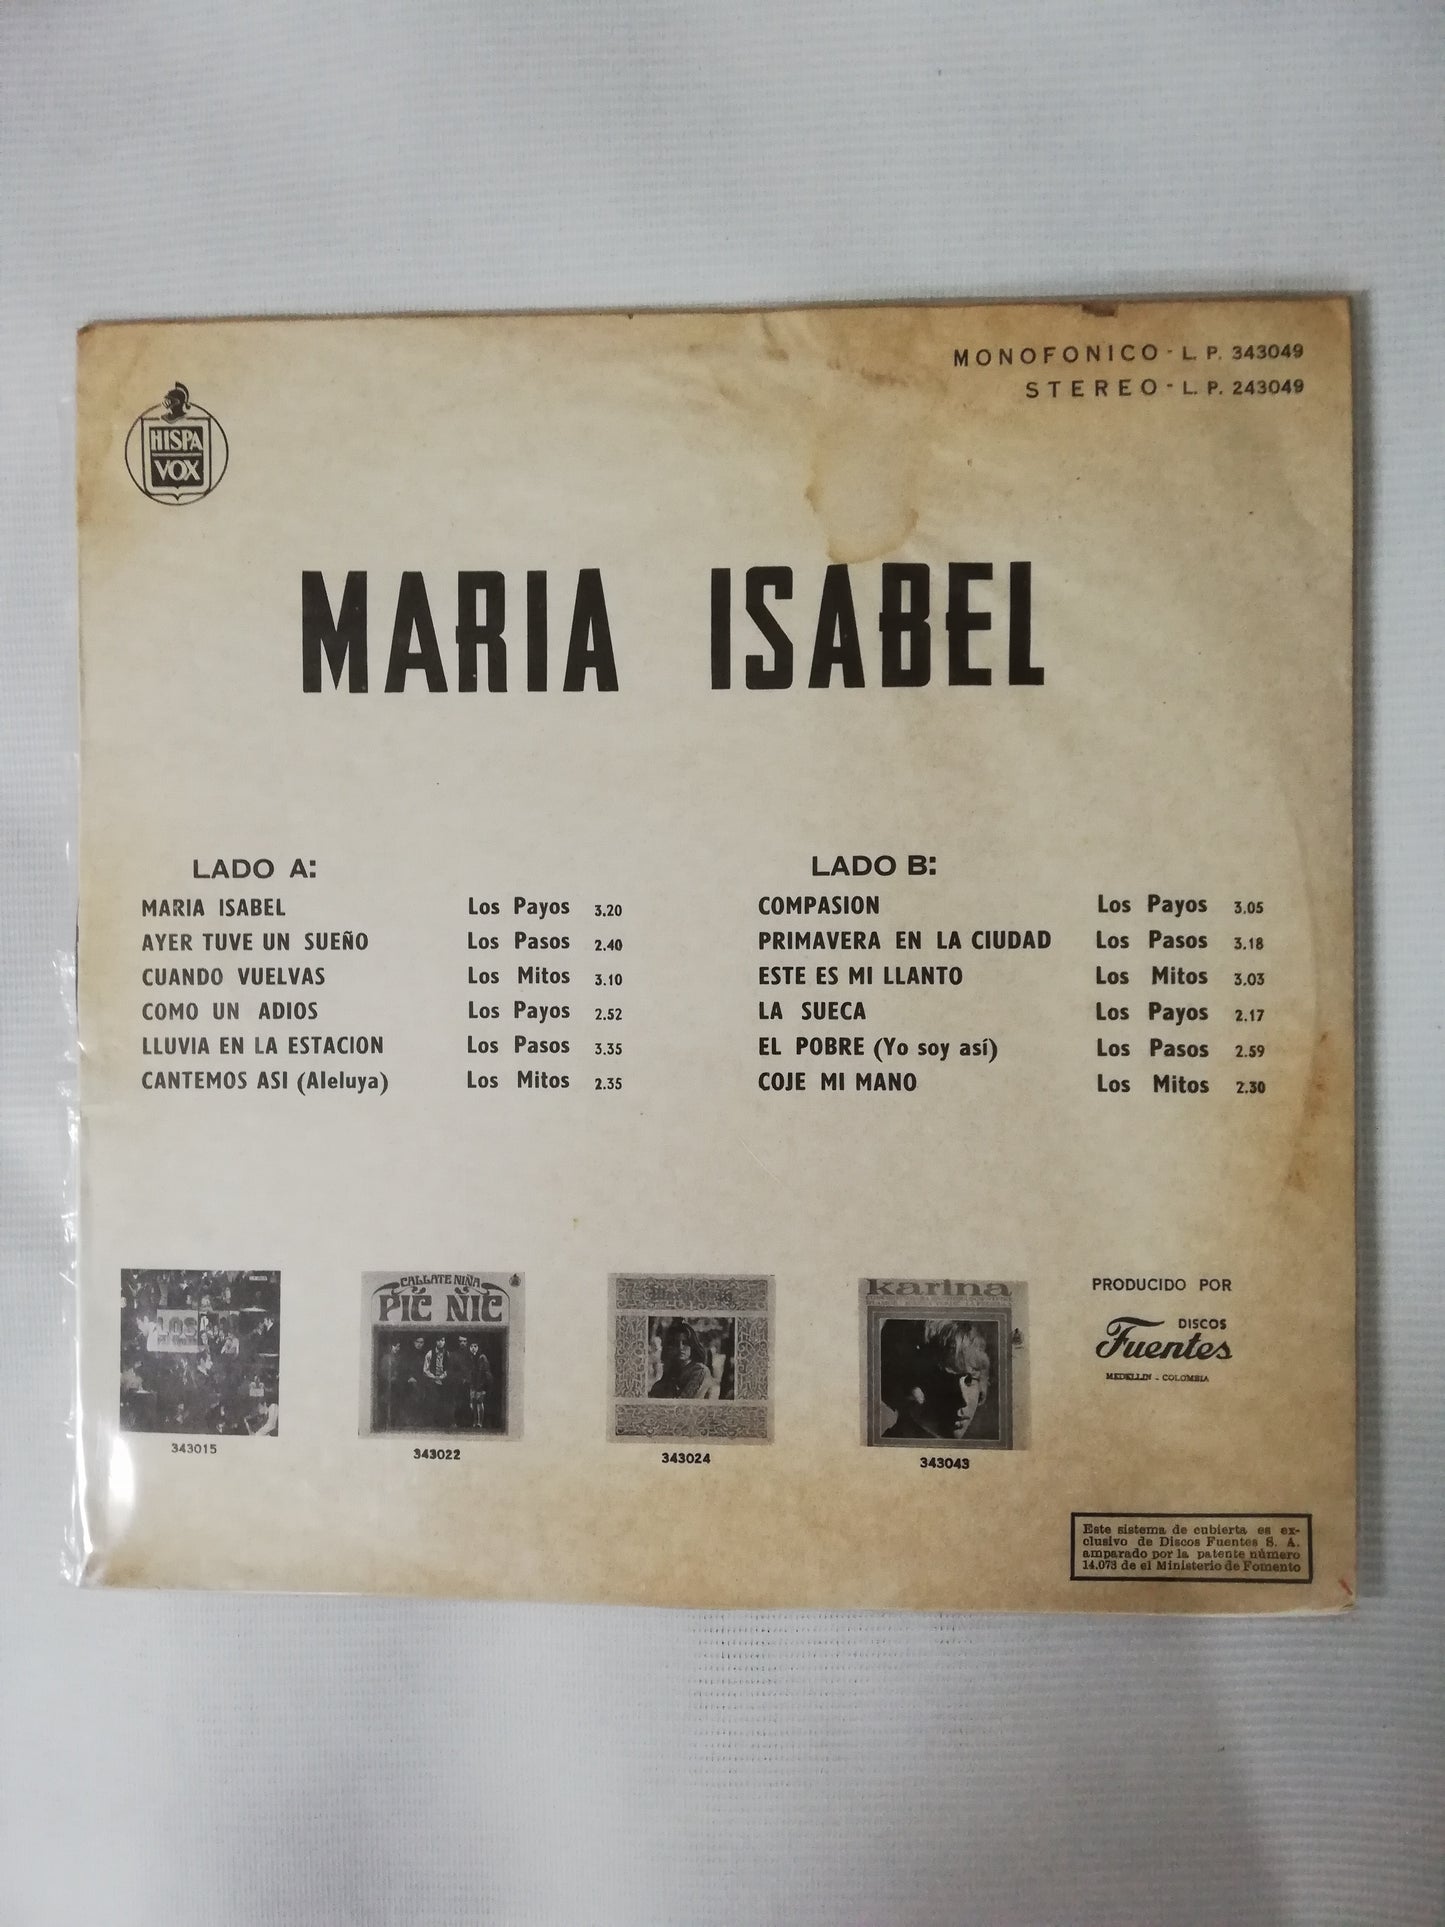 MONOFONICO - L. P. 343049
STEREO - L. P. 243049
HISPA
VOX
MARIA ISABEL
LADO A:
MARIA ISABEL Los Payos 3.20
AYER TUVE UN SUEÑO Los Pasos 2.40
CUANDO VUELVAS Los Mitos 3.10
COMO UN ADIOS Los Payos 2.52
LLUVIA EN LA ESTACION Los Pasos 3.35
CANTEMOS ASI (Aleluya) Los Mitos 2.35
LADO B:
COMPASION Los Payos 3.05
PRIMAVERA EN LA CIUDAD Los Pasos 3.18
ESTE ES MI LLANTO Los Mitos 3.03
LA SUECA Los Payos 2.17
EL POBRE (Yo soy así) Los Pasos 2.59
COJE MI MANO Los Mitos 2.30
LOS
343015
CALLATE NIÑA
PIC NIC
343022
343024
karina
343043
PRODUCIDO POR
DISCOS
Fuentes
MEDELLIN - COLOMBIA
Este sistema de cubierta es ex-
clusivo de Discos Fuentes S. A.
amparado por la patente número
14.073 de el Ministerio de Fomento